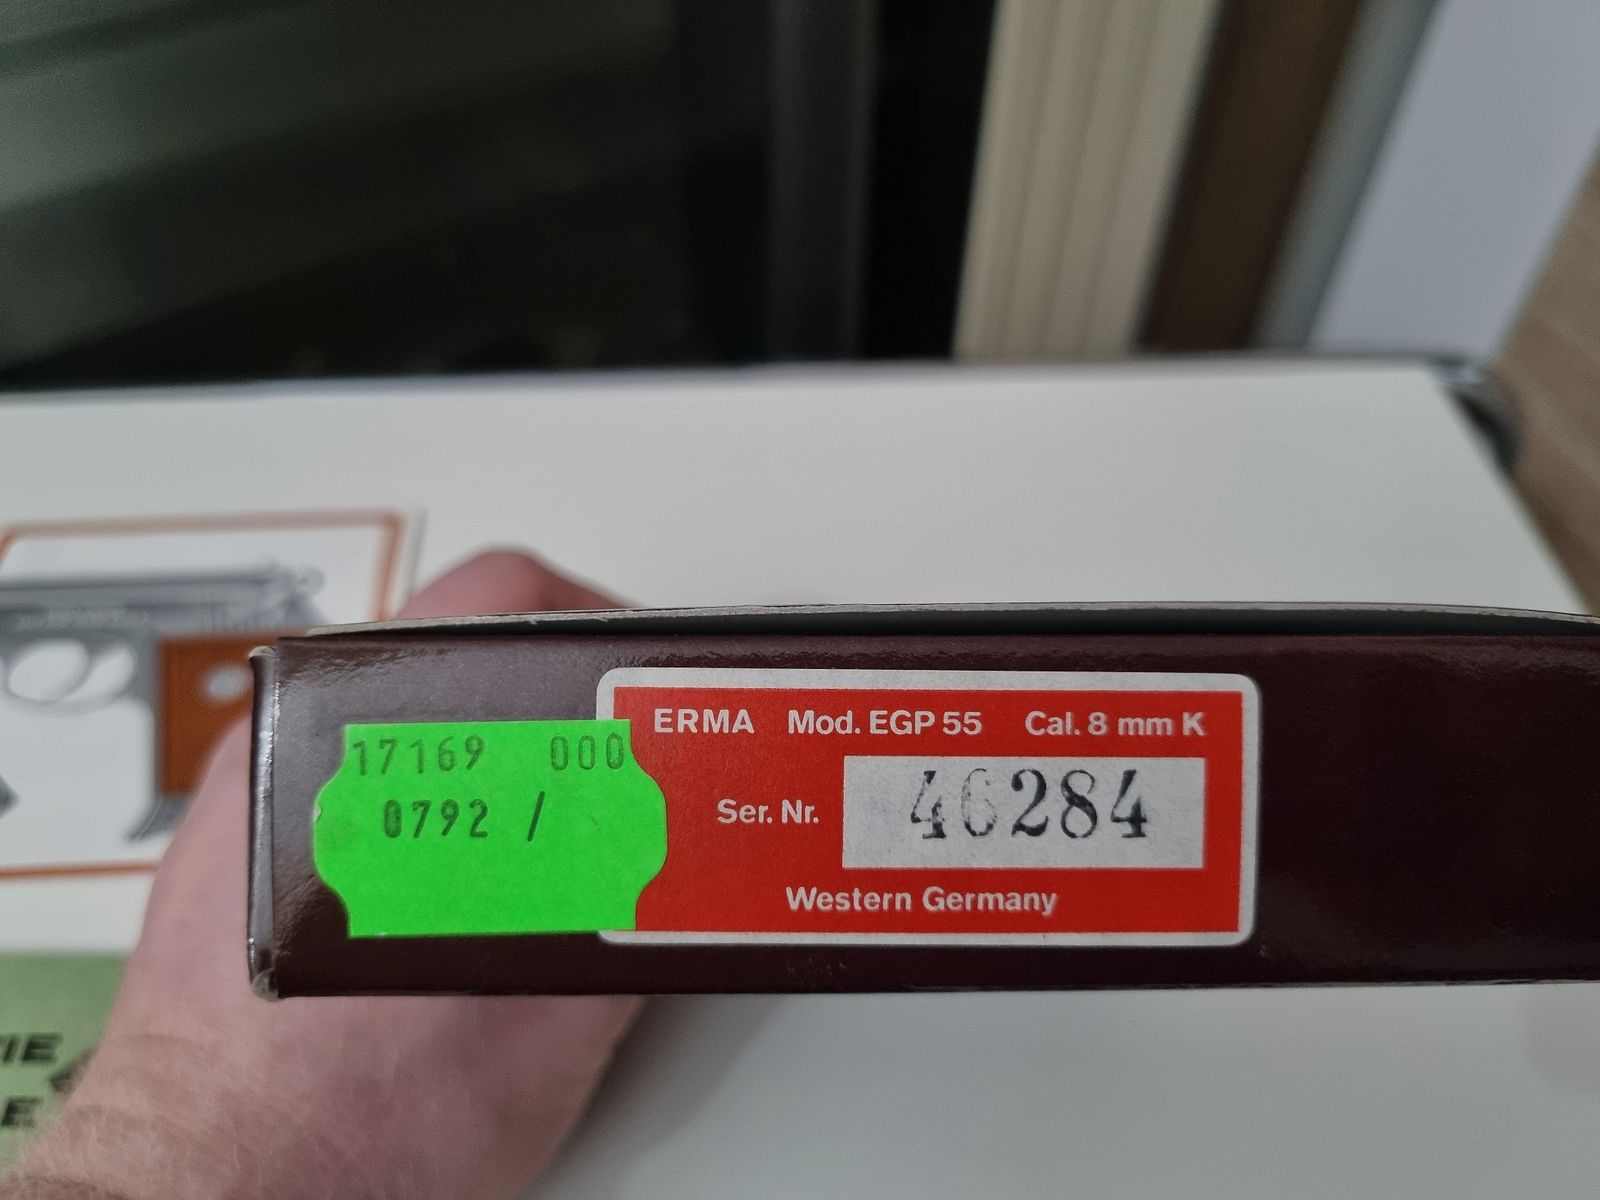 17169 000
0792 /
ERMA Mod. EGP 55 Cal. 8 mm K
Ser. Nr. 46284
Western Germany